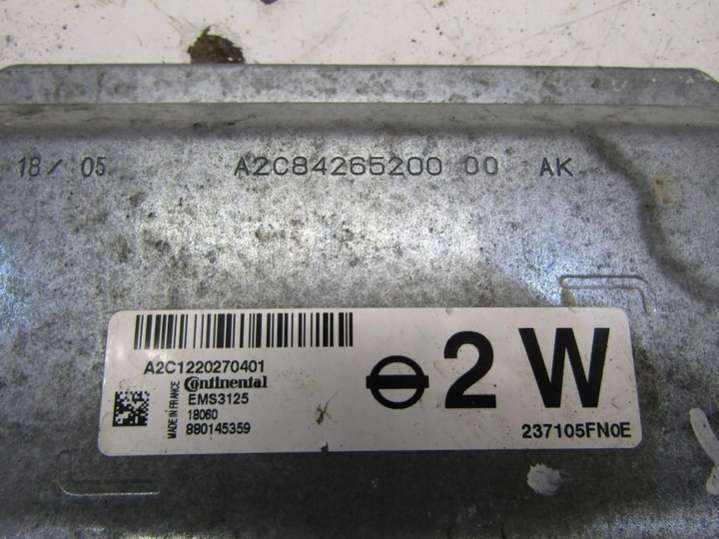 18/05 A2C84265200 00 AK
A2C1220270401
Continental
EMS3125
18060
880145359
MADE IN FRANCE
2 W
237105FN0E